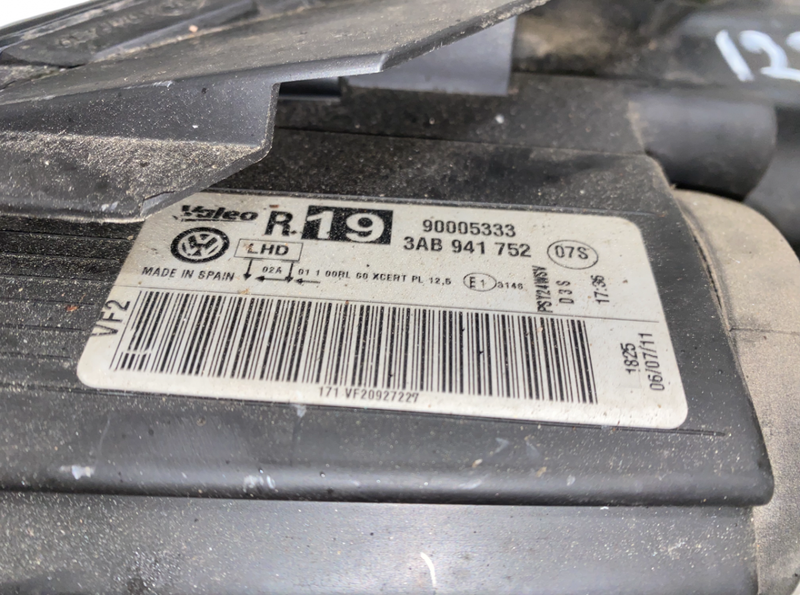 Valeo R.19 90005333
3AB 941 752 07S
LHD
MADE IN SPAIN 02A 01 1 00RL 60 XCERT PL 12,5 E1 3146
PSY24WSV
D3S
17:36
VF2
1825
06/07/11
171 VF20927227